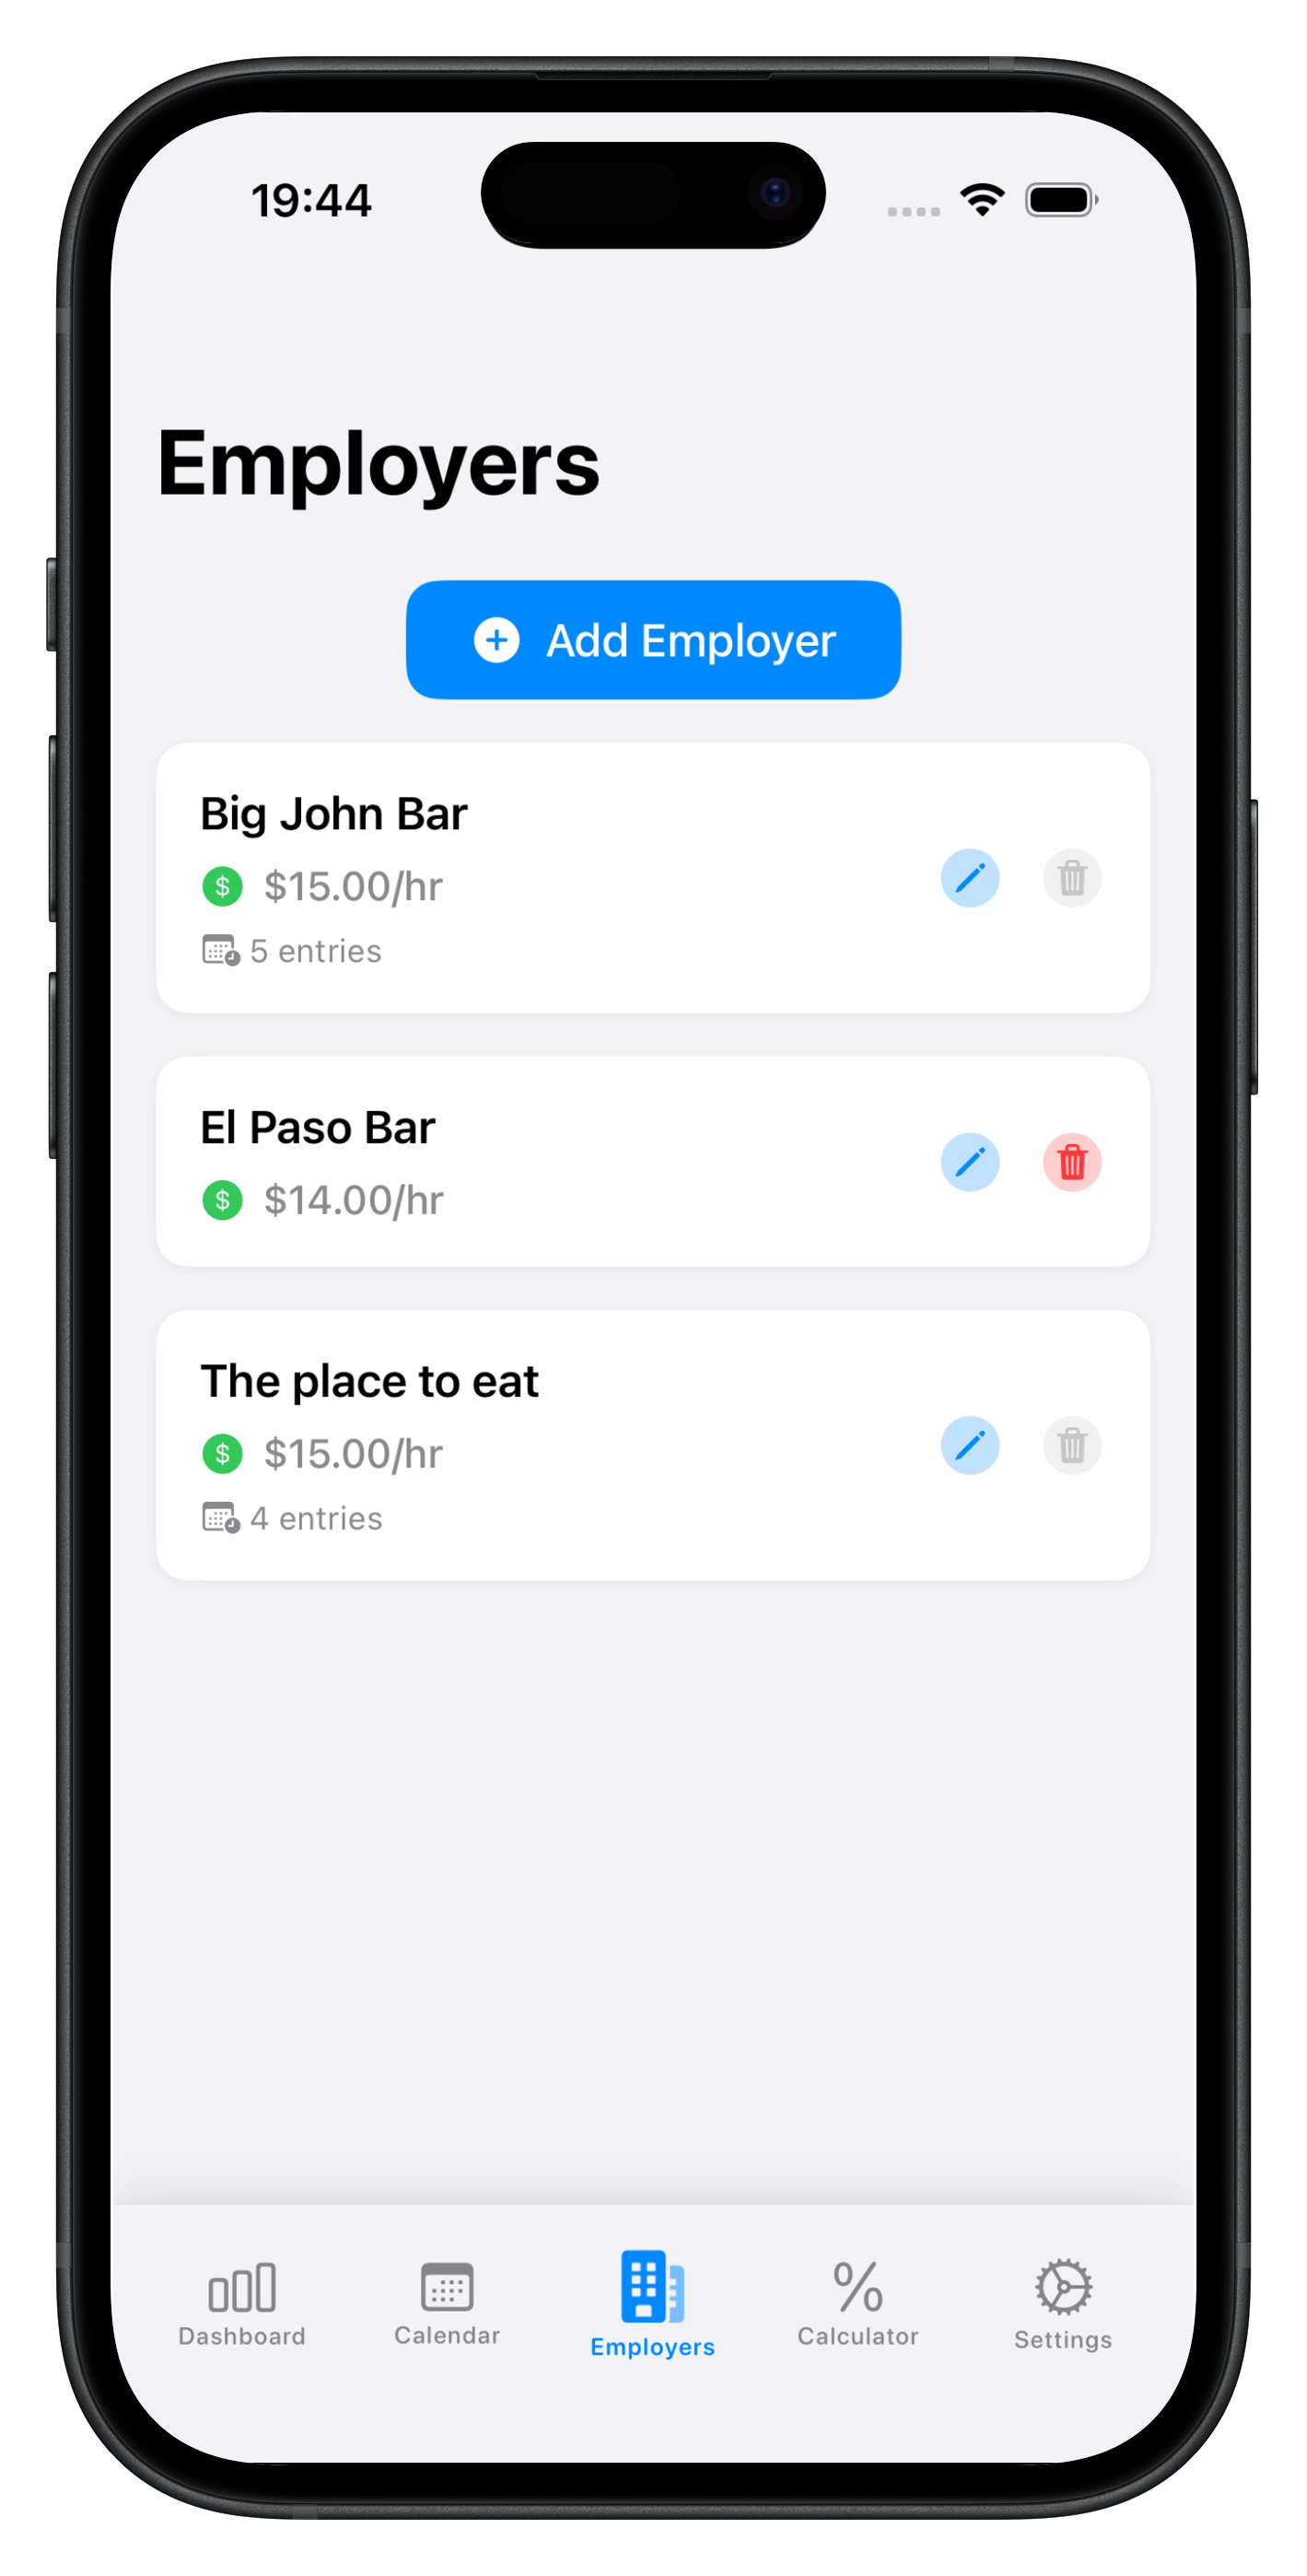 19:44
Employers
Add Employer
Big John Bar
$ $15.00/hr
5 entries
El Paso Bar
$ $14.00/hr
The place to eat
$ $15.00/hr
4 entries
Dashboard
Calendar
Employers
% Calculator
Settings